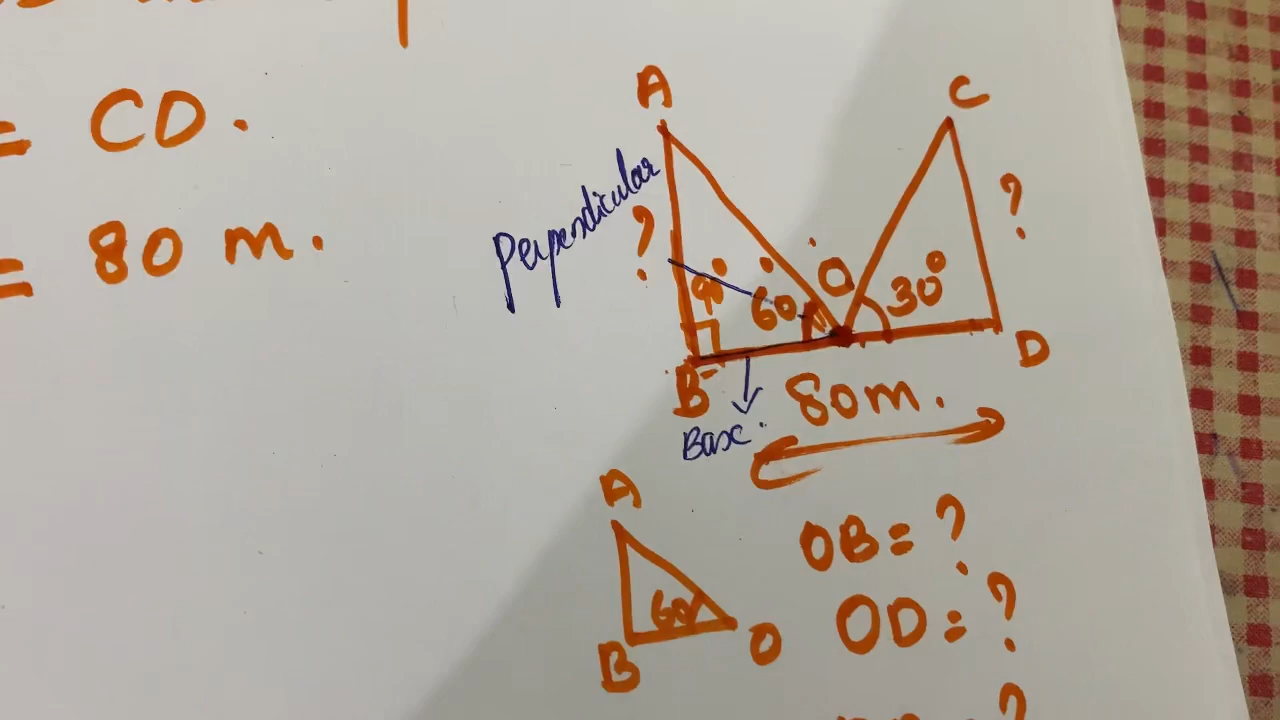 = CD.
= 80 m.
A
C
Perpendicular
?
?
90
60
O
30°
B
D
80m.
Base.
A
OB = ?
60
OD = ?
B
O
?